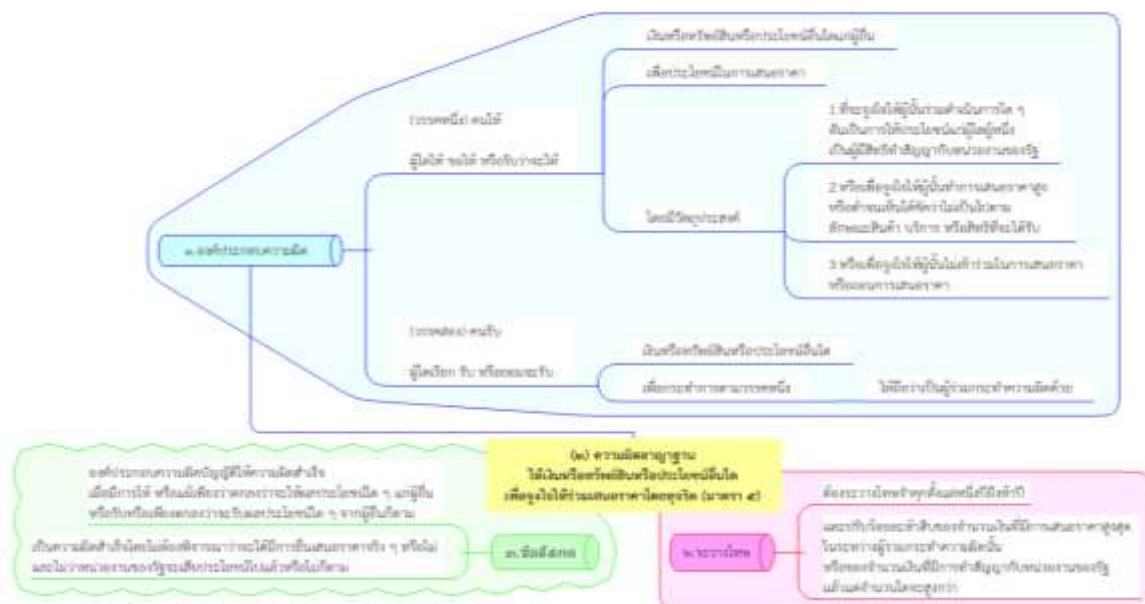 เงินหรือทรัพย์สินหรือประโยชน์อื่นใดแก่ผู้อื่น
เพื่อประโยชน์ในการเสนอราคา
(วรรคหนึ่ง) คนให้
ผู้ใดให้ ขอให้ หรือรับว่าจะให้
โดยมีวัตถุประสงค์
1 ที่จะจูงใจให้ผู้นั้นร่วมดำเนินการใด ๆ
อันเป็นการให้ประโยชน์แก่ผู้ใดผู้หนึ่ง
เป็นผู้มีสิทธิทำสัญญากับหน่วยงานของรัฐ
2 หรือเพื่อจูงใจให้ผู้นั้นทำการเสนอราคาสูง
หรือต่ำจนเห็นได้ชัดว่าไม่เป็นไปตาม
ลักษณะสินค้า บริการ หรือสิทธิที่จะได้รับ
3 หรือเพื่อจูงใจให้ผู้นั้นไม่เข้าร่วมในการเสนอราคา
หรือถอนการเสนอราคา
๑.องค์ประกอบความผิด
(วรรคสอง) คนรับ
ผู้ใดเรียก รับ หรือยอมจะรับ
เงินหรือทรัพย์สินหรือประโยชน์อื่นใด
เพื่อกระทำการตามวรรคหนึ่ง
ให้ถือว่าเป็นผู้ร่วมกระทำความผิดด้วย
(๒) ความผิดอาญาฐาน
ให้เงินหรือทรัพย์สินหรือประโยชน์อื่นใด
เพื่อจูงใจให้ร่วมเสนอราคาโดยทุจริต (มาตรา ๕)
องค์ประกอบความผิดบัญญัติให้ความผิดสำเร็จ
เมื่อมีการให้ หรือแม้เพียงว่าตกลงว่าจะให้ผลประโยชน์ใด ๆ แก่ผู้อื่น
หรือรับหรือเพียงตกลงว่าจะรับผลประโยชน์ใด ๆ จากผู้อื่นก็ตาม
เป็นความผิดสำเร็จโดยไม่ต้องพิจารณาว่าจะได้มีการยื่นเสนอราคาจริง ๆ หรือไม่
และไม่ว่าหน่วยงานของรัฐจะเสียประโยชน์ไปแล้วหรือไม่ก็ตาม
๓.ข้อสังเกต
๒.ระวางโทษ
ต้องระวางโทษจำคุกตั้งแต่หนึ่งปีถึงห้าปี
และปรับร้อยละห้าสิบของจำนวนเงินที่มีการเสนอราคาสูงสุด
ในระหว่างผู้ร่วมกระทำความผิดนั้น
หรือของจำนวนเงินที่มีการทำสัญญากับหน่วยงานของรัฐ
แล้วแต่จำนวนใดจะสูงกว่า